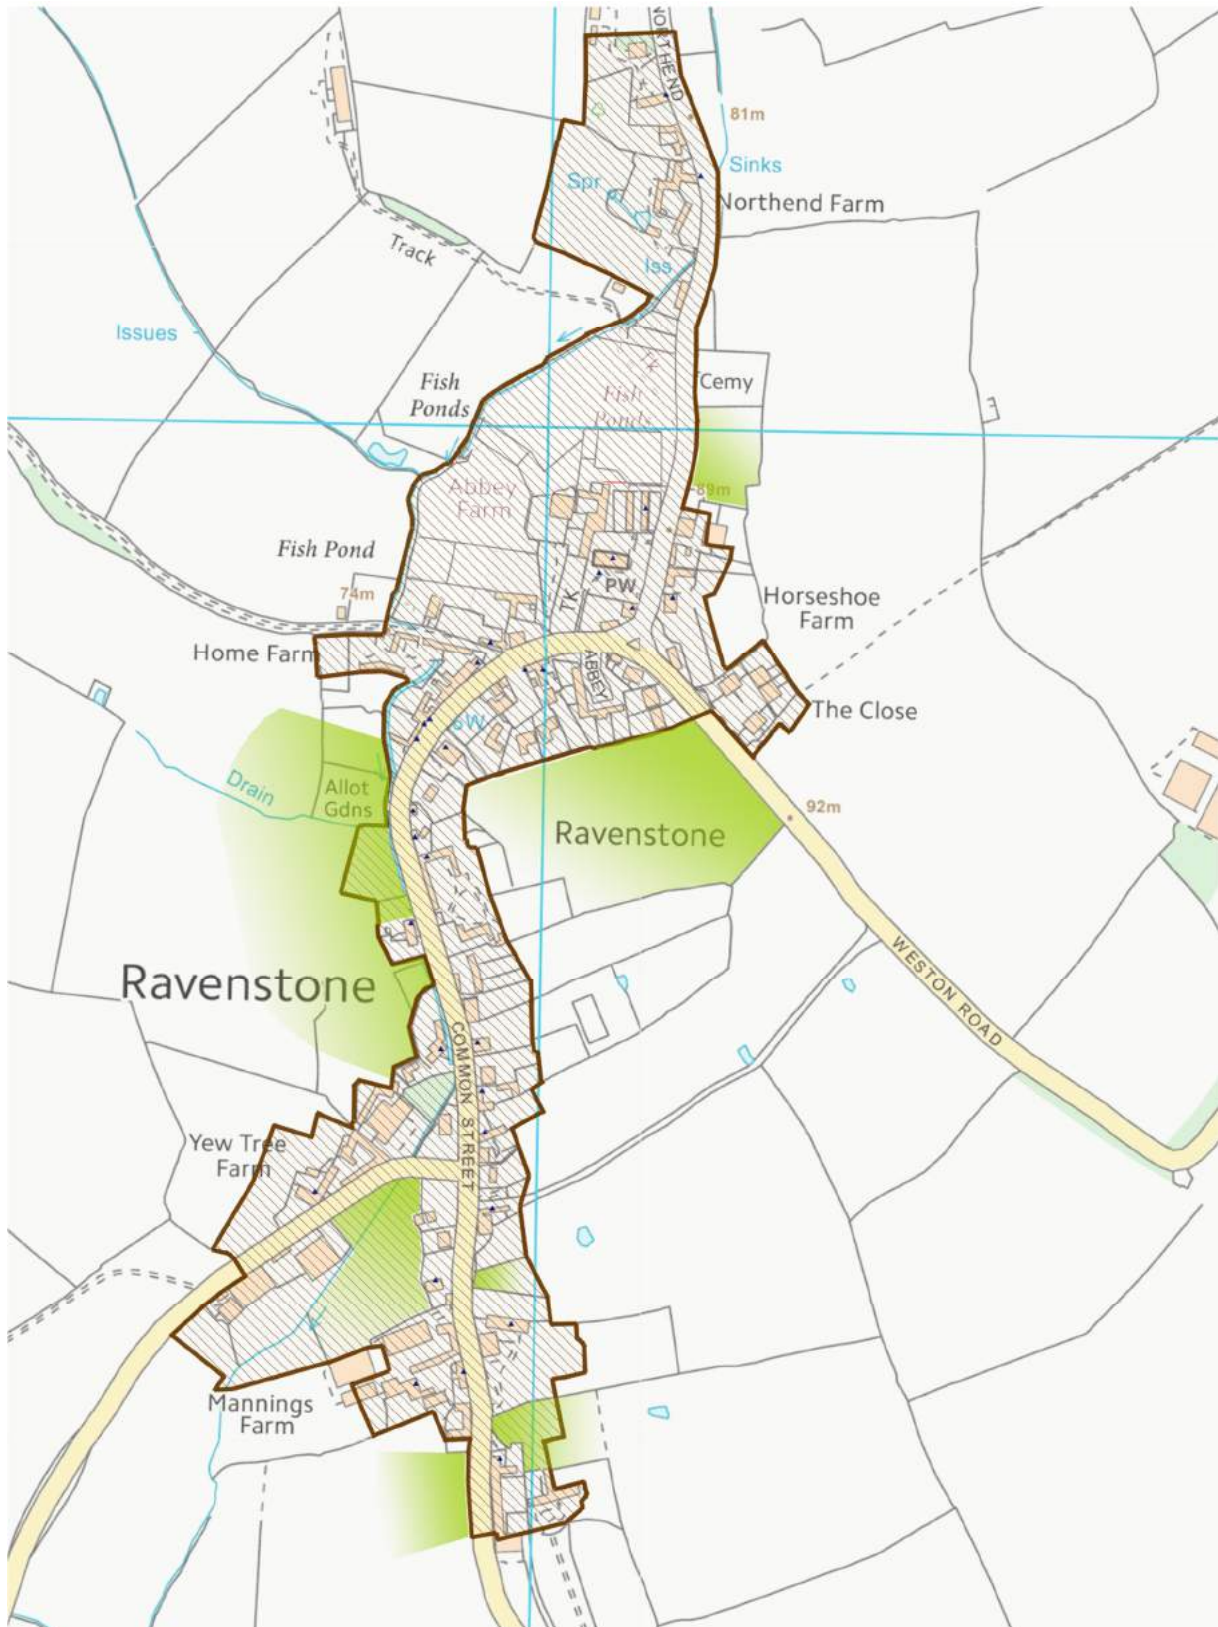 NORTHEND
81m
Sinks
Spr
Northend Farm
Track
Iss
Issues
TK
Fish
Ponds
Cemy
Fish
Ponds
Abbey
Farm
89m
Fish Pond
PW
TK
74m
Horseshoe
Farm
Home Farm
ABBEY
The Close
W
Drain
Allot
Gdns
92m
Ravenstone
WESTON ROAD
Ravenstone
COMMON STREET
Yew Tree
Farm
Mannings
Farm